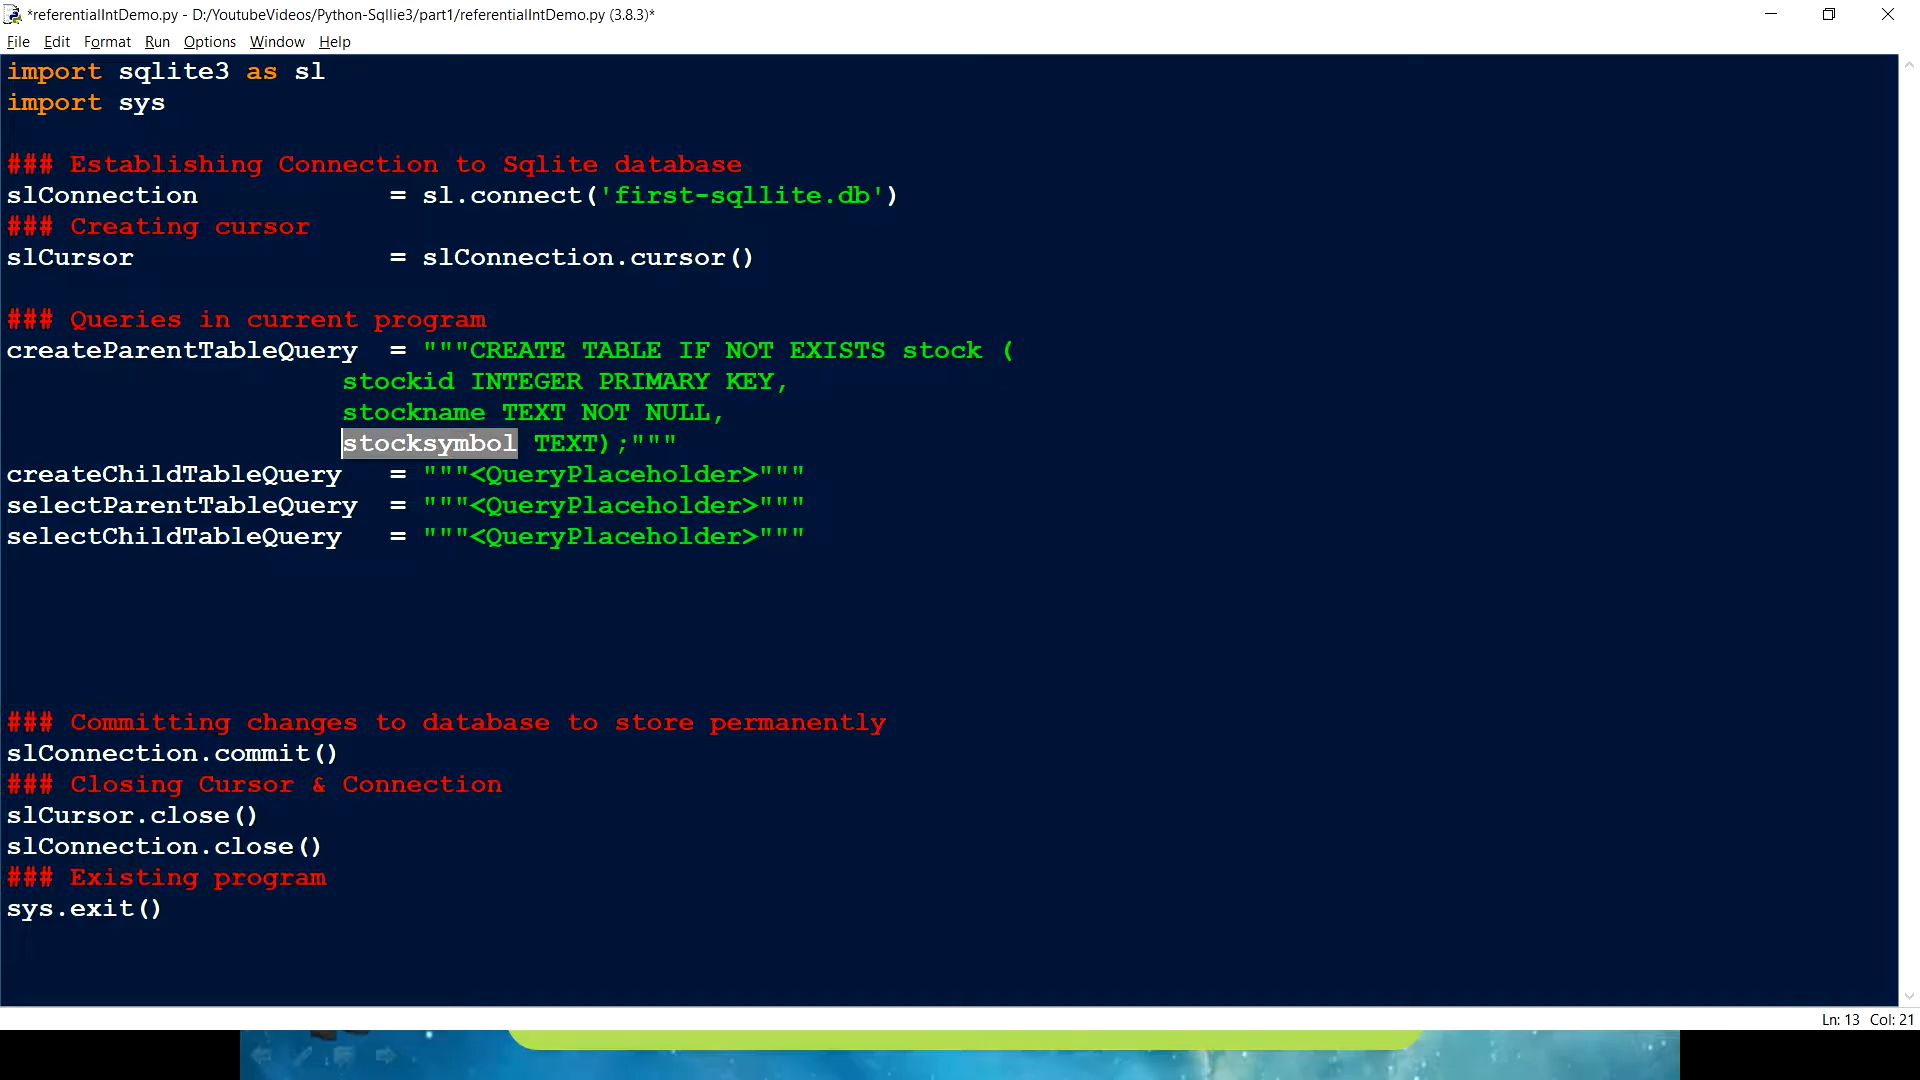 *referentialIntDemo.py - D:/YoutubeVideos/Python-Sqllie3/part1/referentialIntDemo.py (3.8.3)*
File Edit Format Run Options Window Help
import sqlite3 as sl
import sys
### Establishing Connection to Sqlite database
slConnection            = sl.connect('first-sqllite.db')
### Creating cursor
slCursor                = slConnection.cursor()
### Queries in current program
createParentTableQuery  = """CREATE TABLE IF NOT EXISTS stock (
                     stockid INTEGER PRIMARY KEY,
                     stockname TEXT NOT NULL,
                     stocksymbol TEXT);"""
createChildTableQuery   = """<QueryPlaceholder>"""
selectParentTableQuery  = """<QueryPlaceholder>"""
selectChildTableQuery   = """<QueryPlaceholder>"""
### Committing changes to database to store permanently
slConnection.commit()
### Closing Cursor & Connection
slCursor.close()
slConnection.close()
### Existing program
sys.exit()
Ln: 13 Col: 21